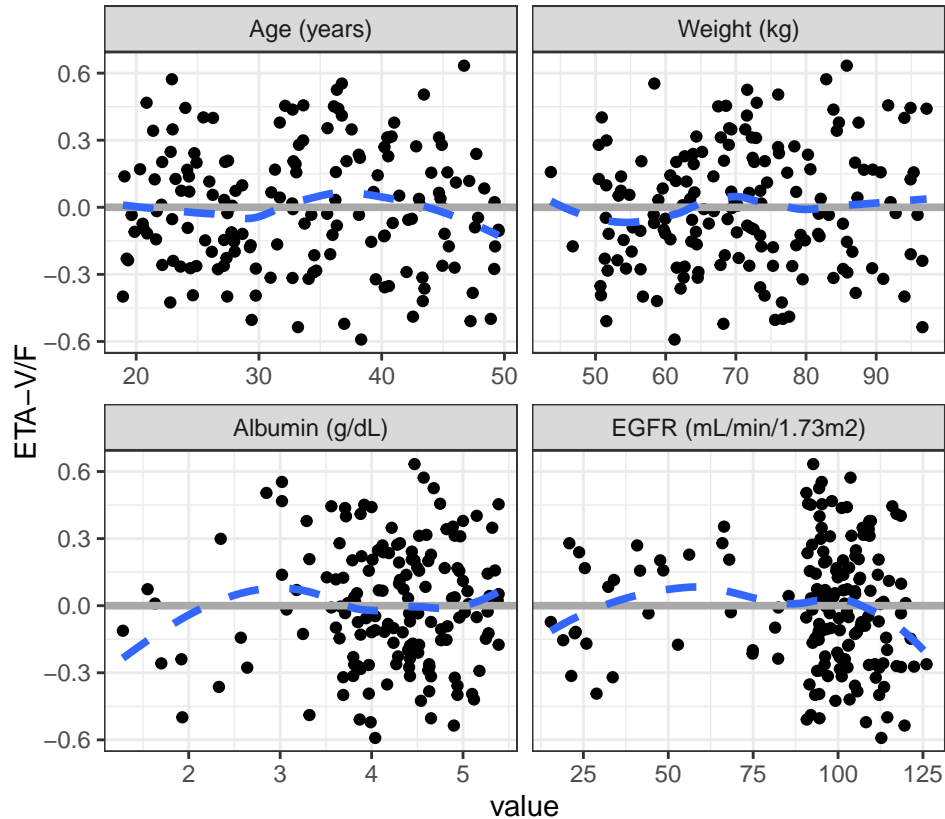 Age (years)
Weight (kg)
0.6
0.3
0.0
−0.3
−0.6
20 30 40 50
50 60 70 80 90
ETA−V/F
Albumin (g/dL)
EGFR (mL/min/1.73m2)
0.6
0.3
0.0
−0.3
−0.6
2 3 4 5
25 50 75 100 125
value